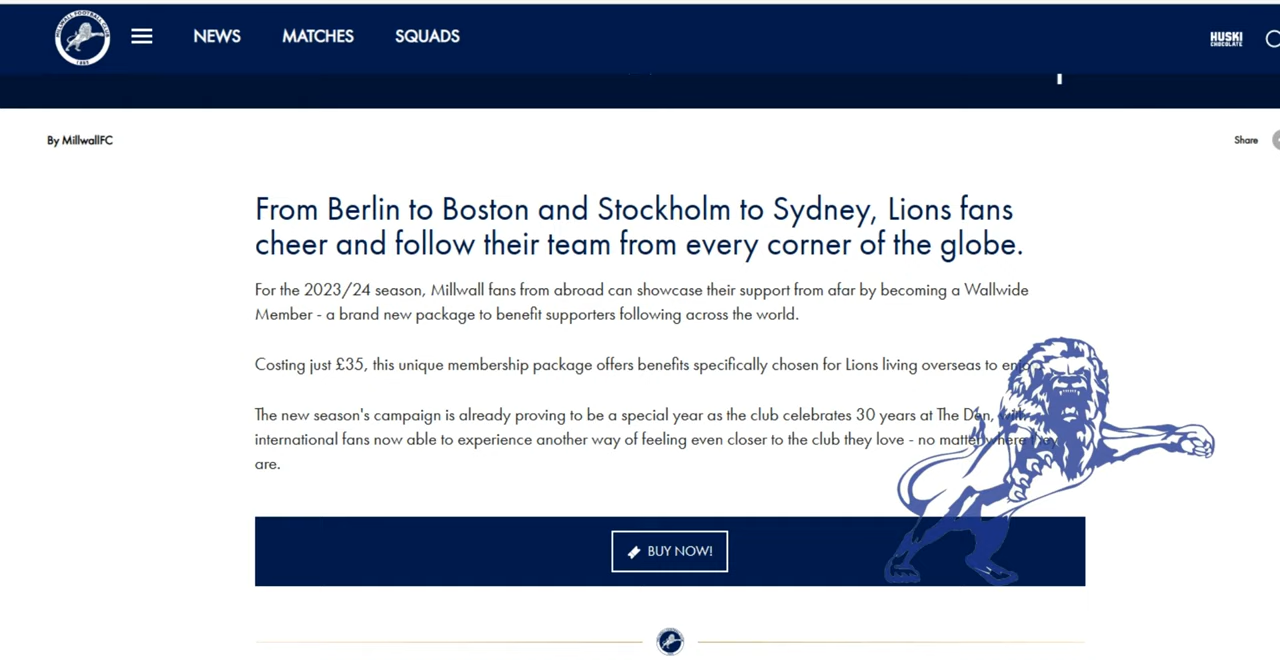 MILLWALL FOOTBALL CLUB
1885
NEWS MATCHES SQUADS
HUSKI
CHOCOLATE
By MillwallFC
Share
From Berlin to Boston and Stockholm to Sydney, Lions fans
cheer and follow their team from every corner of the globe.
For the 2023/24 season, Millwall fans from abroad can showcase their support from afar by becoming a Wallwide
Member - a brand new package to benefit supporters following across the world.
Costing just £35, this unique membership package offers benefits specifically chosen for Lions living overseas to enjoy.
The new season's campaign is already proving to be a special year as the club celebrates 30 years at The Den, with
international fans now able to experience another way of feeling even closer to the club they love - no matter where they
are.
BUY NOW!